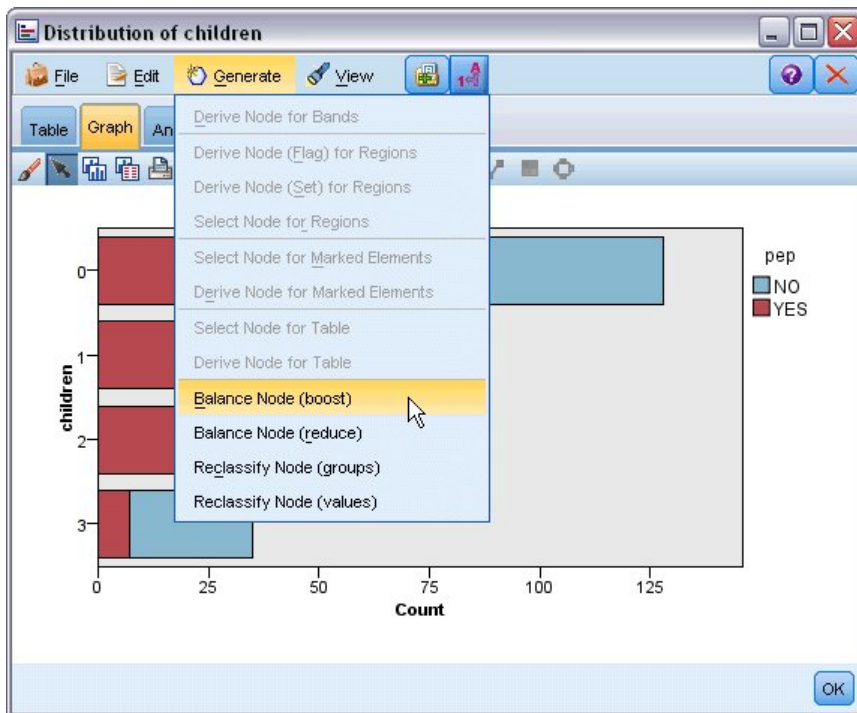 Distribution of children
File Edit Generate View
Table Graph An
Derive Node for Bands
Derive Node (Flag) for Regions
Derive Node (Set) for Regions
Select Node for Regions
Select Node for Marked Elements
Derive Node for Marked Elements
Select Node for Table
Derive Node for Table
Balance Node (boost)
Balance Node (reduce)
Reclassify Node (groups)
Reclassify Node (values)
pep
NO
YES
children
0
1
2
3
0 25 50 75 100 125
Count
OK